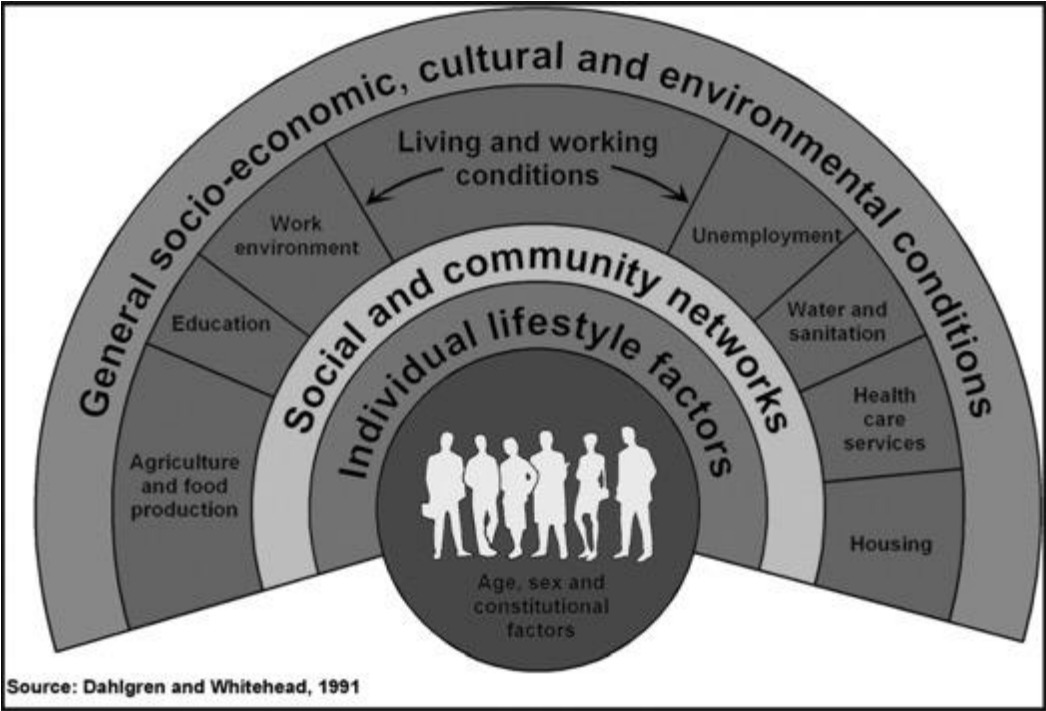 General socio-economic, cultural and environmental conditions
Living and working
conditions
Work
environment
Unemployment
Education
Water and
sanitation
Agriculture
and food
production
Health
care
services
Housing
Social and community networks
Individual lifestyle factors
Age, sex and
constitutional
factors
Source: Dahlgren and Whitehead, 1991